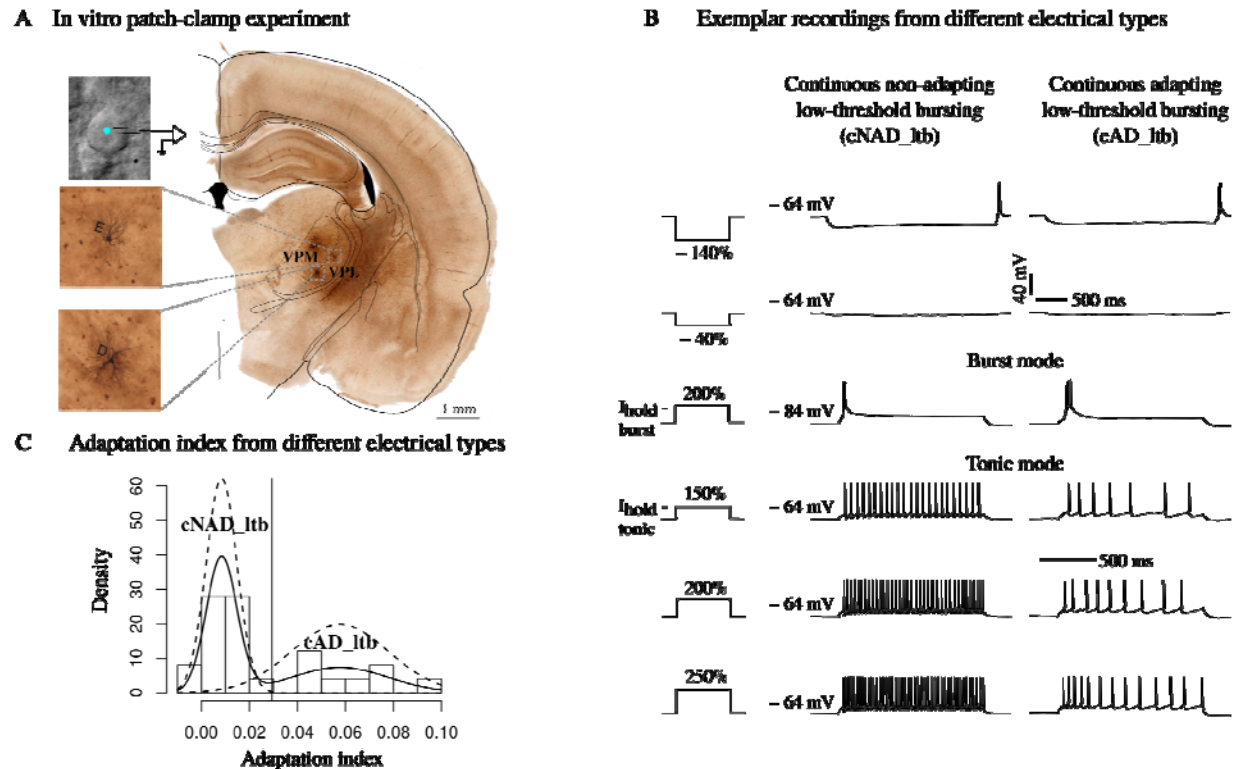 A In vitro patch-clamp experiment
E
D
VPM
VPL
1 mm
B Exemplar recordings from different electrical types
Continuous non-adapting
low-threshold bursting
(cNAD_ltb)
Continuous adapting
low-threshold bursting
(cAD_ltb)
– 140%
– 64 mV
40 mV
500 ms
– 40%
– 64 mV
Burst mode
Ihold
burst
200%
– 84 mV
Tonic mode
Ihold
tonic
150%
– 64 mV
500 ms
200%
– 64 mV
250%
– 64 mV
C Adaptation index from different electrical types
cNAD_ltb
cAD_ltb
Density
60
50
40
30
20
10
0
0.00 0.02 0.04 0.06 0.08 0.10
Adaptation index